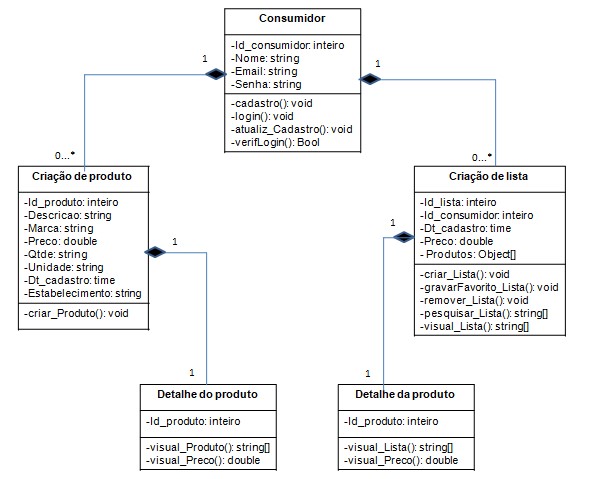 Consumidor
-Id_consumidor: inteiro
-Nome: string
-Email: string
-Senha: string
-cadastro(): void
-login(): void
-atualiz_Cadastro(): void
-verifLogin(): Bool
1
1
0...*
0...*
Criação de produto
-Id_produto: inteiro
-Descricao: string
-Marca: string
-Preco: double
-Qtde: string
-Unidade: string
-Dt_cadastro: time
-Estabelecimento: string
-criar_Produto(): void
Criação de lista
-Id_lista: inteiro
-Id_consumidor: inteiro
-Dt_cadastro: time
-Preco: double
- Produtos: Object[]
-criar_Lista(): void
-gravarFavorito_Lista(): void
-remover_Lista(): void
-pesquisar_Lista(): string[]
-visual_Lista(): string[]
1
1
1
1
Detalhe do produto
-Id_produto: inteiro
-visual_Produto(): string[]
-visual_Preco(): double
Detalhe da produto
-Id_produto: inteiro
-visual_Lista(): string[]
-visual_Preco(): double